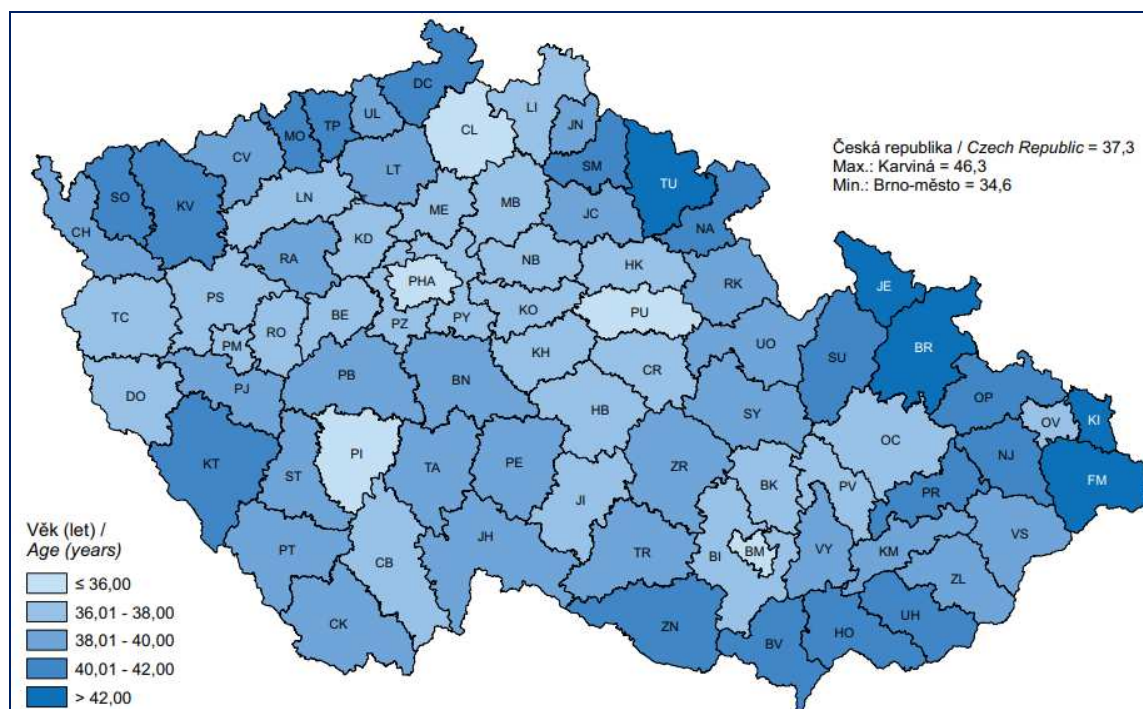 DC
LI
UL
TP
MO
CL
JN
CV
LT
SM
Česká republika / Czech Republic = 37,3
Max.: Karviná = 46,3
Min.: Brno-město = 34,6
TU
SO
KV
LN
ME
MB
JC
CH
KD
NA
RA
NB
HK
PHA
RK
JE
PS
TC
BE
PZ
PY
KO
PU
RO
PM
UO
BR
KH
SU
CR
PJ
PB
BN
DO
OP
HB
SY
OV
KI
OC
KT
PI
NJ
ST
TA
PE
ZR
FM
BK
PV
PR
JI
Věk (let) /
Age (years)
PT
CB
JH
TR
BI
BM
VY
KM
VS
ZL
≤ 36,00
36,01 - 38,00
38,01 - 40,00
40,01 - 42,00
> 42,00
CK
ZN
BV
HO
UH